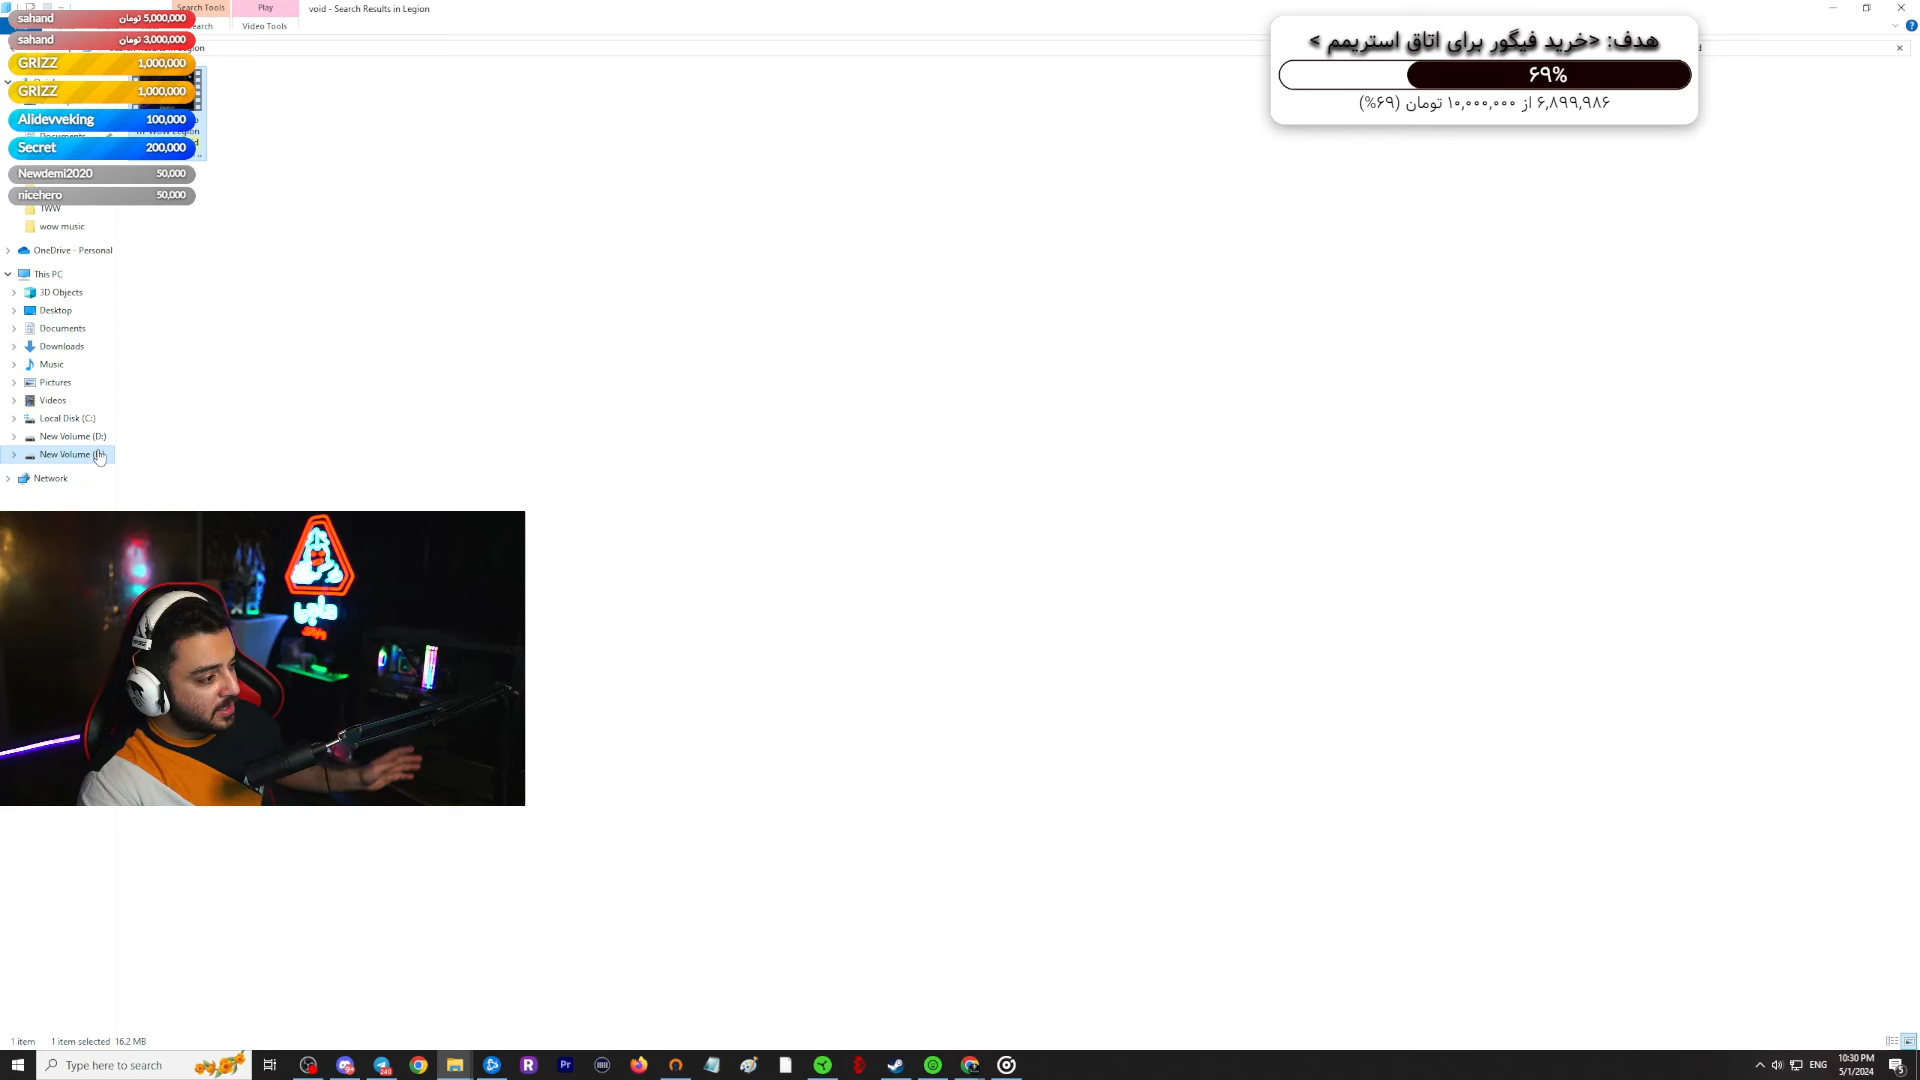 Search Tools
Play
void - Search Results in Legion
Video Tools
sahand 5,000,000 تومان
sahand 3,000,000 تومان
GRIZZ 1,000,000
GRIZZ 1,000,000
Alidevveking 100,000
Secret 200,000
Newdemi2020 50,000
nicehero 50,000
هدف: <خرید فیگور برای اتاق استریمم >
۶۹%
۶,۸۹۹,۹۸۶ از ۱۰,۰۰۰,۰۰۰ تومان (۶۹%)
TWW
wow music
OneDrive - Personal
This PC
3D Objects
Desktop
Documents
Downloads
Music
Pictures
Videos
Local Disk (C:)
New Volume (D:)
New Volume
Network
1 item 1 item selected 16.2 MB
Type here to search
ENG
10:30 PM
5/1/2024